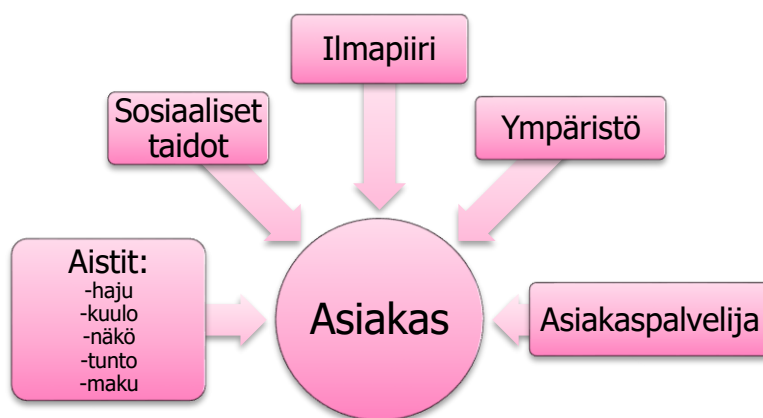 Ilmapiiri
Sosiaaliset
taidot
Ympäristö
Aistit:
-haju
-kuulo
-näkö
-tunto
-maku
Asiakas
Asiakaspalvelija